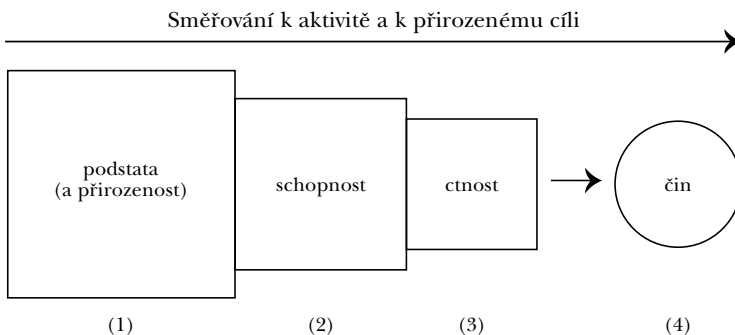 Směřování k aktivitě a k přirozenému cíli
podstata
(a přirozenost)
schopnost
ctnost
čin
(1)
(2)
(3)
(4)